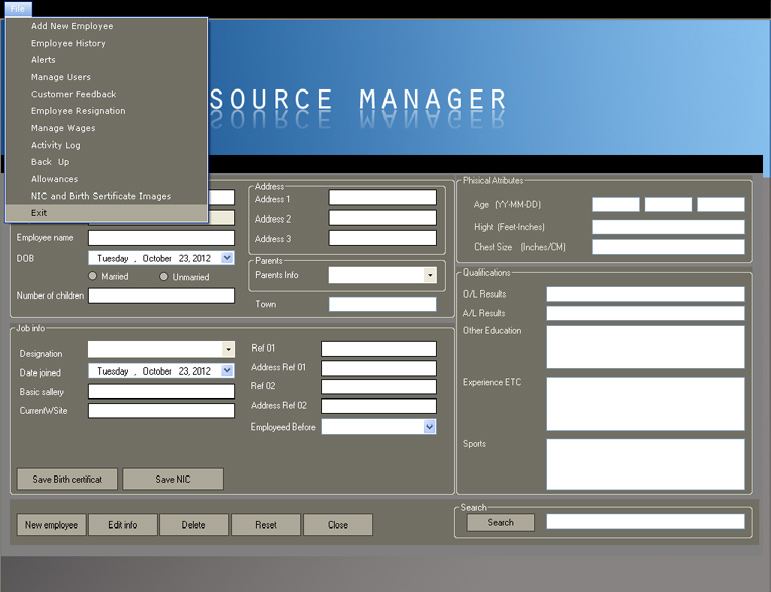 File
Add New Employee
Employee History
Alerts
Manage Users
Customer Feedback
Employee Resignation
Manage Wages
Activity Log
Back Up
Allowances
NIC and Birth Sertificate Images
Exit
SOURCE MANAGER
Employee name
DOB
Tuesday , October 23, 2012
Married
Unmarried
Number of children
Address
Address 1
Address 2
Address 3
Parents
Parents Info
Town
Phisical Atributes
Age (YY-MM-DD)
Hight (Feet-Inches)
Chest Size (Inches/CM)
Qualifications
O/L Results
A/L Results
Other Education
Experience ETC
Sports
Job info
Designation
Date joined
Tuesday , October 23, 2012
Basic sallery
CurrentWSite
Ref 01
Address Ref 01
Ref 02
Address Ref 02
Employeed Before
Save Birth certificat
Save NIC
New employee
Edit info
Delete
Reset
Close
Search
Search